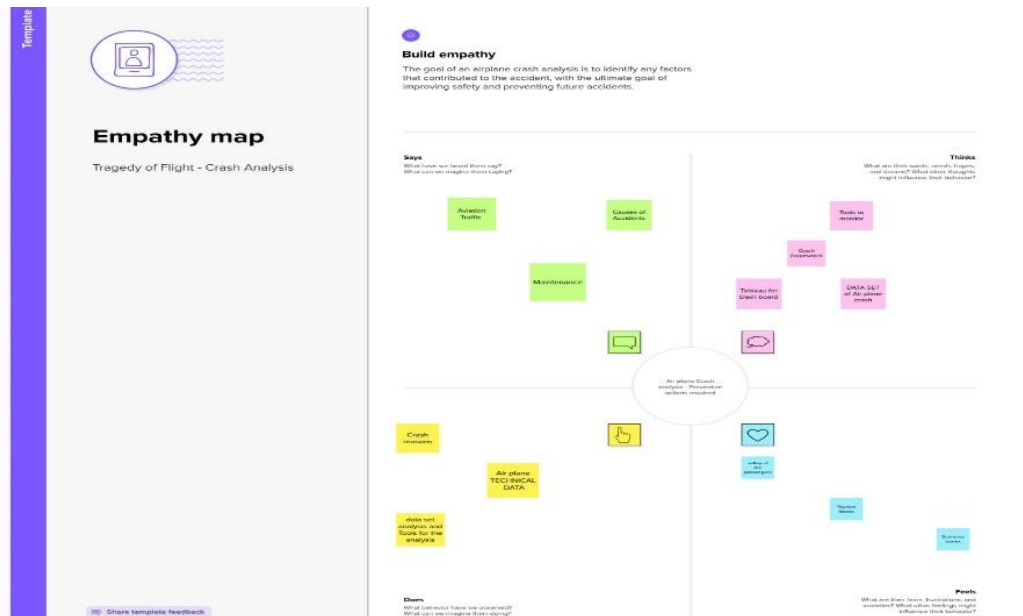 Template
Empathy map
Tragedy of Flight - Crash Analysis
Share template feedback
Build empathy
The goal of an airplane crash analysis is to identify any factors
that contributed to the accident, with the ultimate goal of
improving safety and preventing future accidents.
Says
What have we heard them say?
What can we imagine them saying?
Aviation
Traffic
Causes of
Accidents
Maintenance
Thinks
What are their wants, needs, hopes,
and dreams? What other thoughts
might influence their behavior?
Tools to
monitor
Crash
Parameters
Tableau for
Dash board
DATA SET
of Air plane
crash
Air plane Crash
analysis - Preventive
actions required
Crash
reasons
Air plane
TECHNICAL
DATA
data set
analysis and
Tools for the
analysis
Does
What behavior have we observed?
What can we imagine them doing?
passengers
Economy
Feels
What are their fears, frustrations, and
anxieties? What other feelings might
influence their behavior?